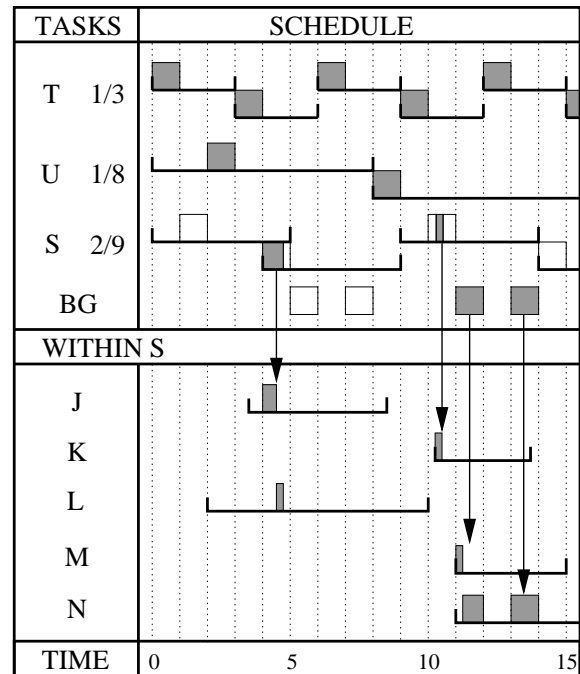 TASKS SCHEDULE
T 1/3
U 1/8
S 2/9
BG
WITHIN S
J
K
L
M
N
TIME 0 5 10 15